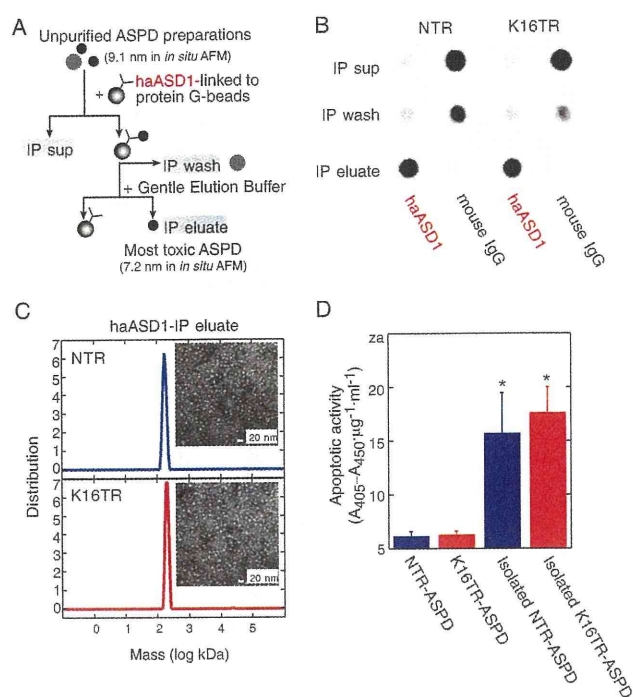 A
Unpurified ASPD preparations
(9.1 nm in in situ AFM)
+ haASD1-linked to
protein G-beads
IP sup
IP wash
+ Gentle Elution Buffer
IP eluate
Most toxic ASPD
(7.2 nm in in situ AFM)
B
NTR K16TR
IP sup
IP wash
IP eluate
haASD1
mouse IgG
haASD1
mouse IgG
C
haASD1-IP eluate
Distribution
7
6
5
4
3
2
1
0
NTR
20 nm
7
6
5
4
3
2
1
0
K16TR
20 nm
0 1 2 3 4 5
Mass (log kDa)
D
Apoptotic activity
(A405–A450·µg-1·ml-1)
za
20
15
10
5
* *
NTR-ASPD
K16TR-ASPD
Isolated NTR-ASPD
Isolated K16TR-ASPD